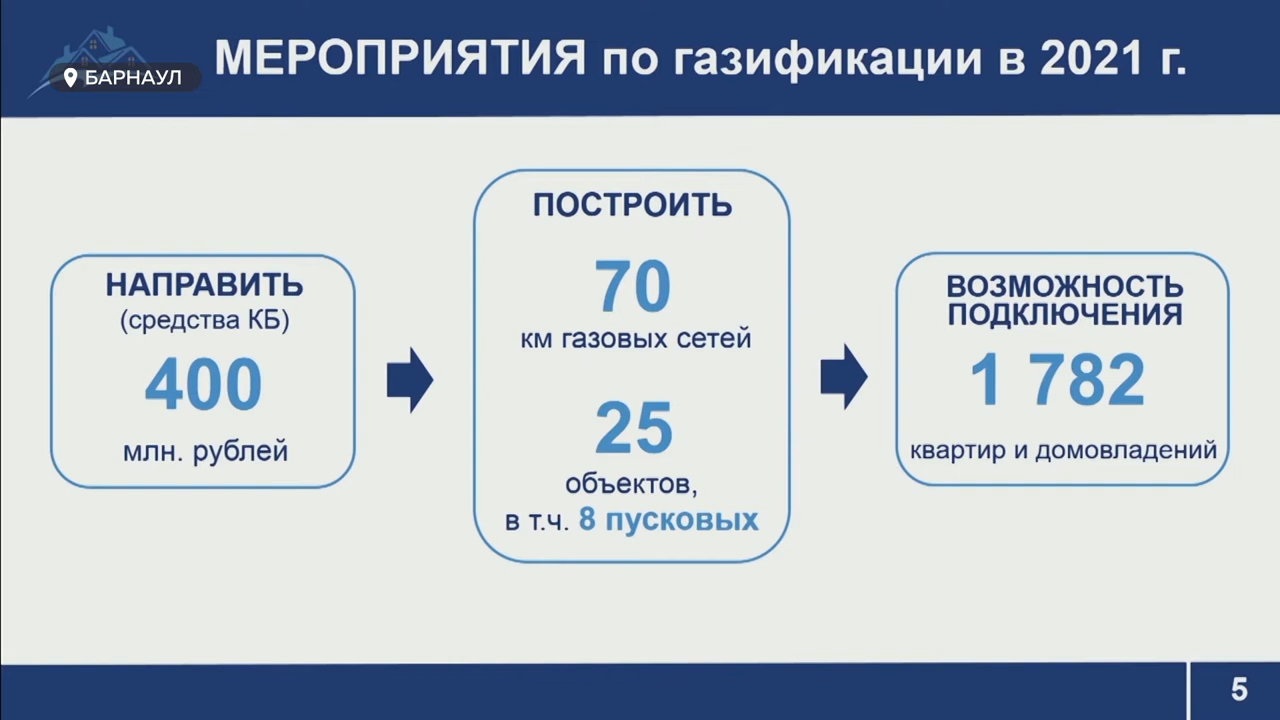 БАРНАУЛ
МЕРОПРИЯТИЯ по газификации в 2021 г.
НАПРАВИТЬ
(средства КБ)
400
млн. рублей
ПОСТРОИТЬ
70
км газовых сетей
25
объектов,
в т.ч. 8 пусковых
ВОЗМОЖНОСТЬ
ПОДКЛЮЧЕНИЯ
1 782
квартир и домовладений
5